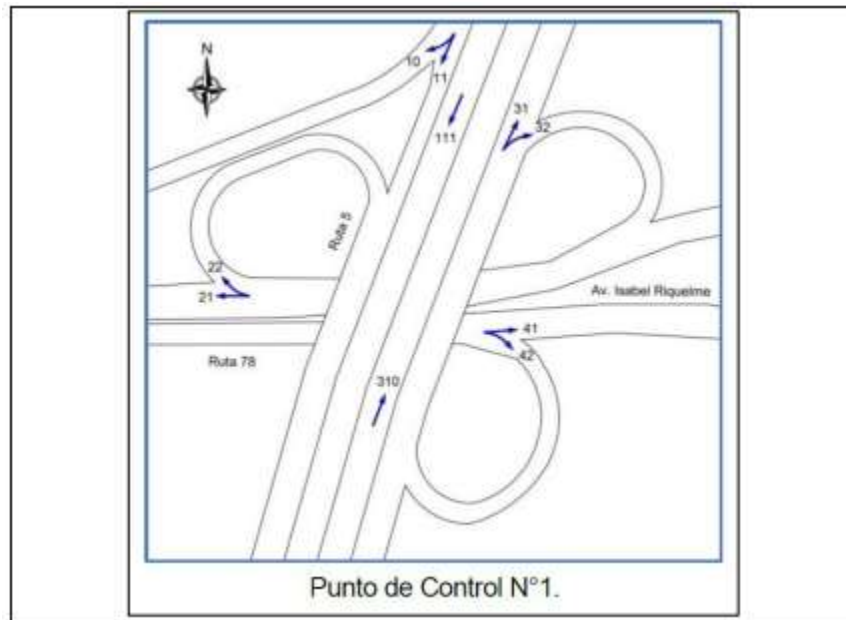 N
10
11
111
31
32
Ruta 5
22
21
Av. Isabel Riquelme
41
42
Ruta 78
310
Punto de Control N°1.